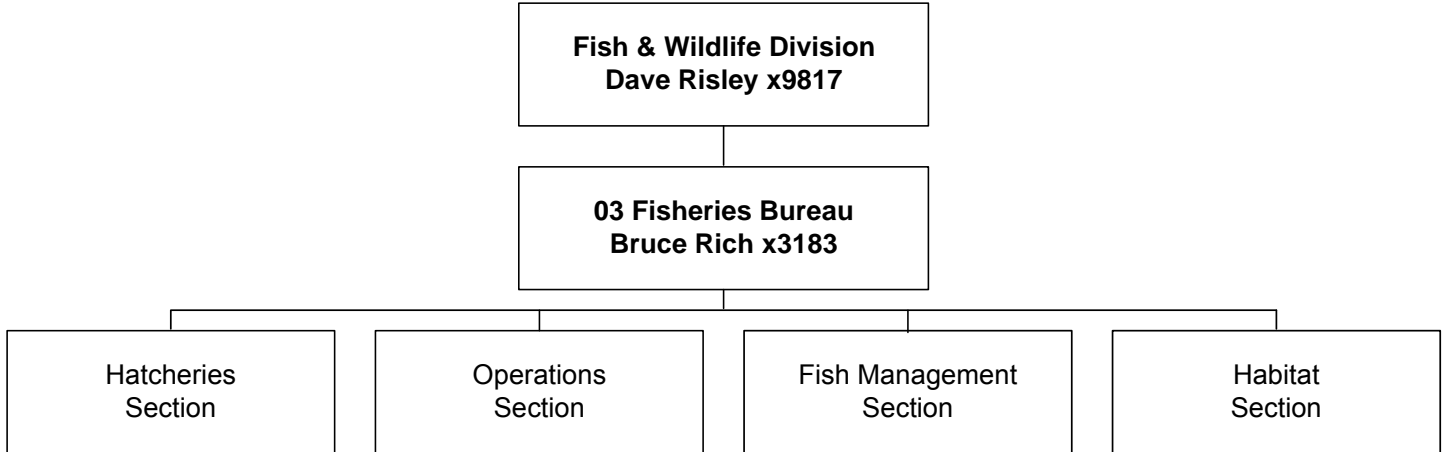 Fish & Wildlife Division
Dave Risley x9817
03 Fisheries Bureau
Bruce Rich x3183
Hatcheries
Section
Operations
Section
Fish Management
Section
Habitat
Section